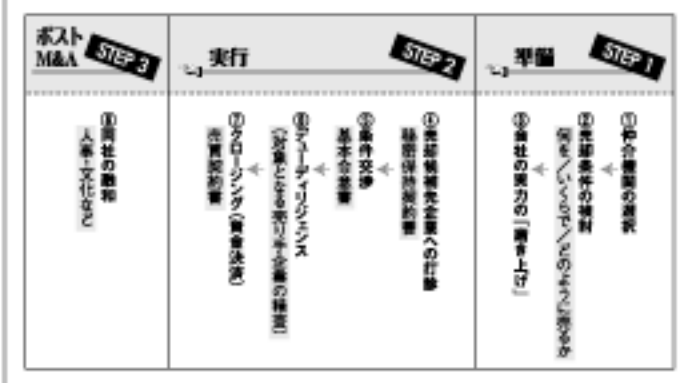 STEP 1
準備
①仲介機関の選択
②売却条件の検討
何を/いくらで/どのように売るか
③自社の実力の「磨き上げ」
STEP 2
実行
④売却候補先企業への打診
秘密保持契約書
⑤条件交渉
基本合意書
⑥デューディリジェンス
(対象となる売り手企業の精査)
⑦クロージング(資金決済)
売買契約書
STEP 3
ポスト
M&A
⑧両社の融和
人事・文化など